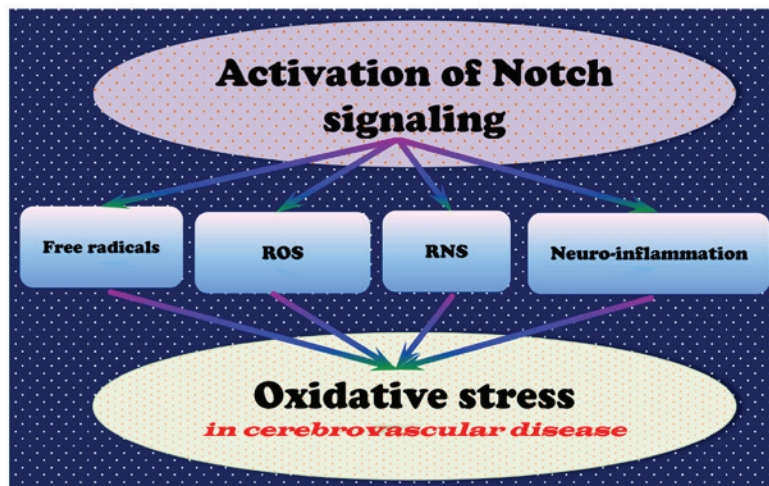 Activation of Notch
signaling
Free radicals
ROS
RNS
Neuro-inflammation
Oxidative stress
in cerebrovascular disease